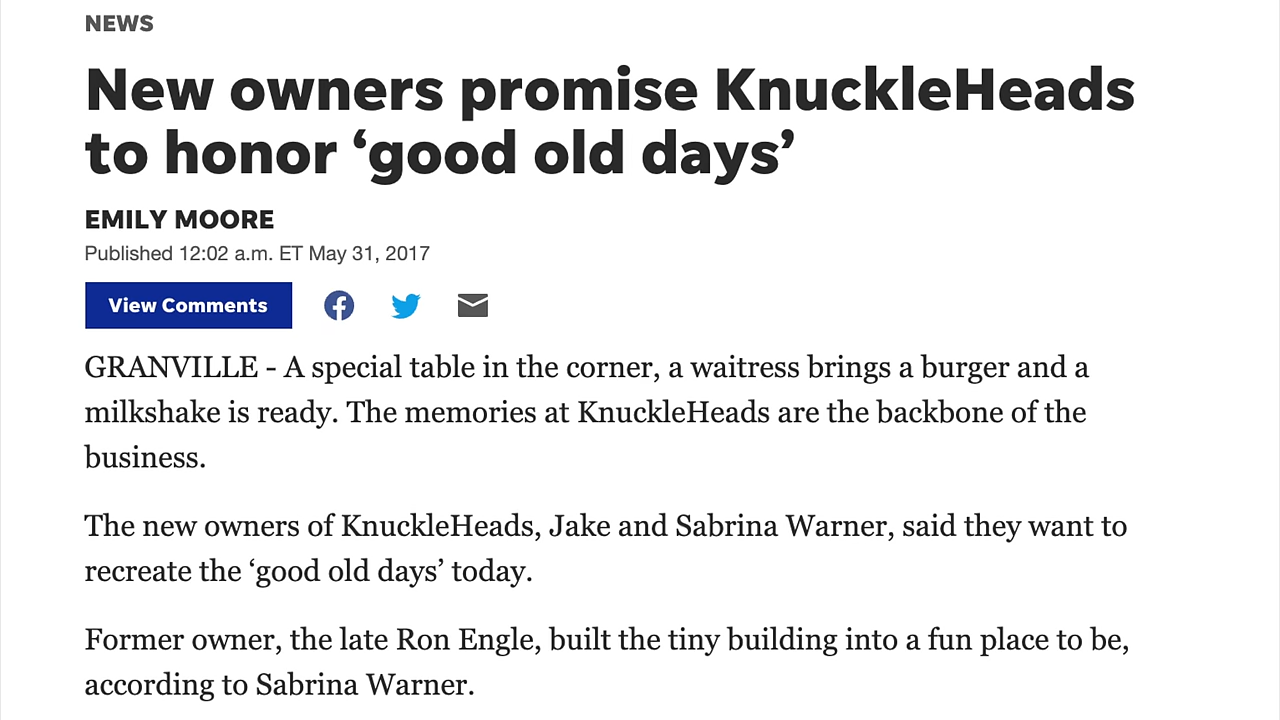 NEWS
New owners promise KnuckleHeads
to honor ‘good old days’
EMILY MOORE
Published 12:02 a.m. ET May 31, 2017
View Comments
GRANVILLE - A special table in the corner, a waitress brings a burger and a
milkshake is ready. The memories at KnuckleHeads are the backbone of the
business.
The new owners of KnuckleHeads, Jake and Sabrina Warner, said they want to
recreate the ‘good old days’ today.
Former owner, the late Ron Engle, built the tiny building into a fun place to be,
according to Sabrina Warner.